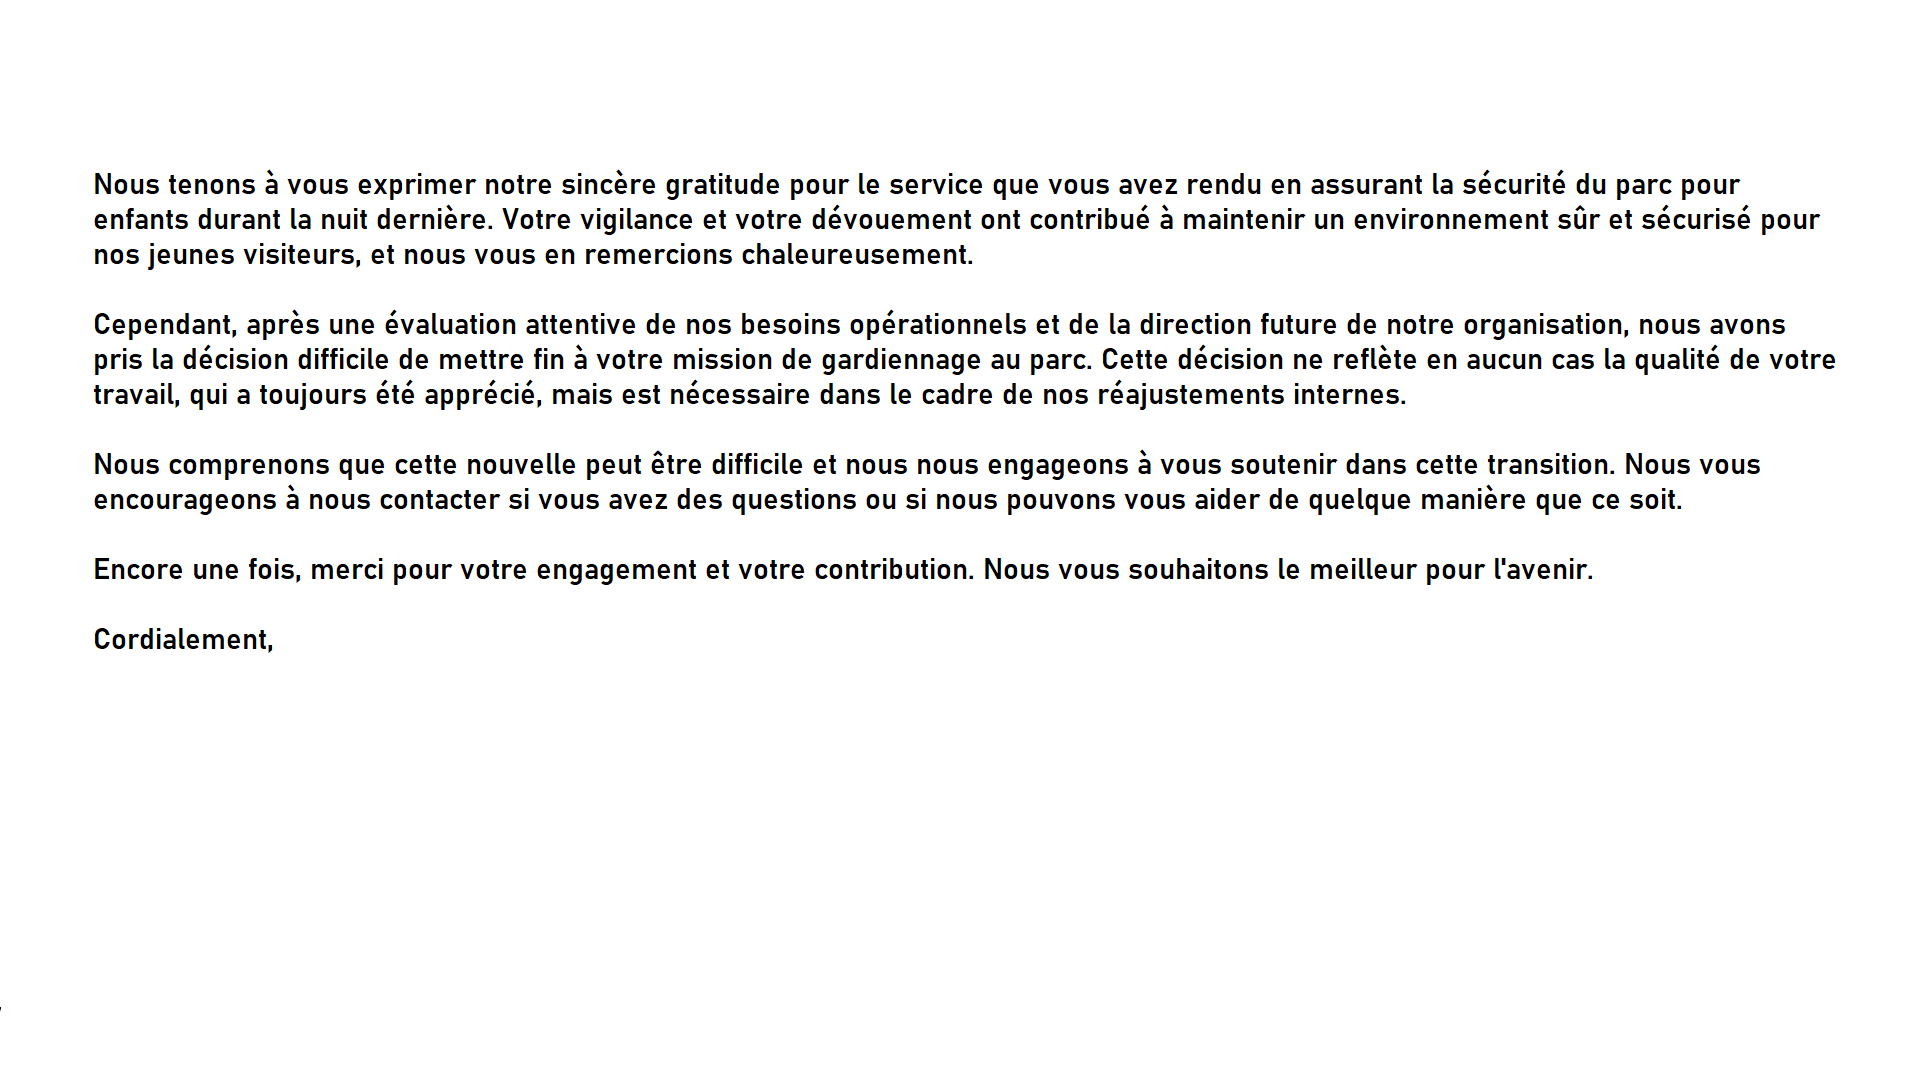 Nous tenons à vous exprimer notre sincère gratitude pour le service que vous avez rendu en assurant la sécurité du parc pour
enfants durant la nuit dernière. Votre vigilance et votre dévouement ont contribué à maintenir un environnement sûr et sécurisé pour
nos jeunes visiteurs, et nous vous en remercions chaleureusement.
Cependant, après une évaluation attentive de nos besoins opérationnels et de la direction future de notre organisation, nous avons
pris la décision difficile de mettre fin à votre mission de gardiennage au parc. Cette décision ne reflète en aucun cas la qualité de votre
travail, qui a toujours été apprécié, mais est nécessaire dans le cadre de nos réajustements internes.
Nous comprenons que cette nouvelle peut être difficile et nous nous engageons à vous soutenir dans cette transition. Nous vous
encourageons à nous contacter si vous avez des questions ou si nous pouvons vous aider de quelque manière que ce soit.
Encore une fois, merci pour votre engagement et votre contribution. Nous vous souhaitons le meilleur pour l'avenir.
Cordialement,